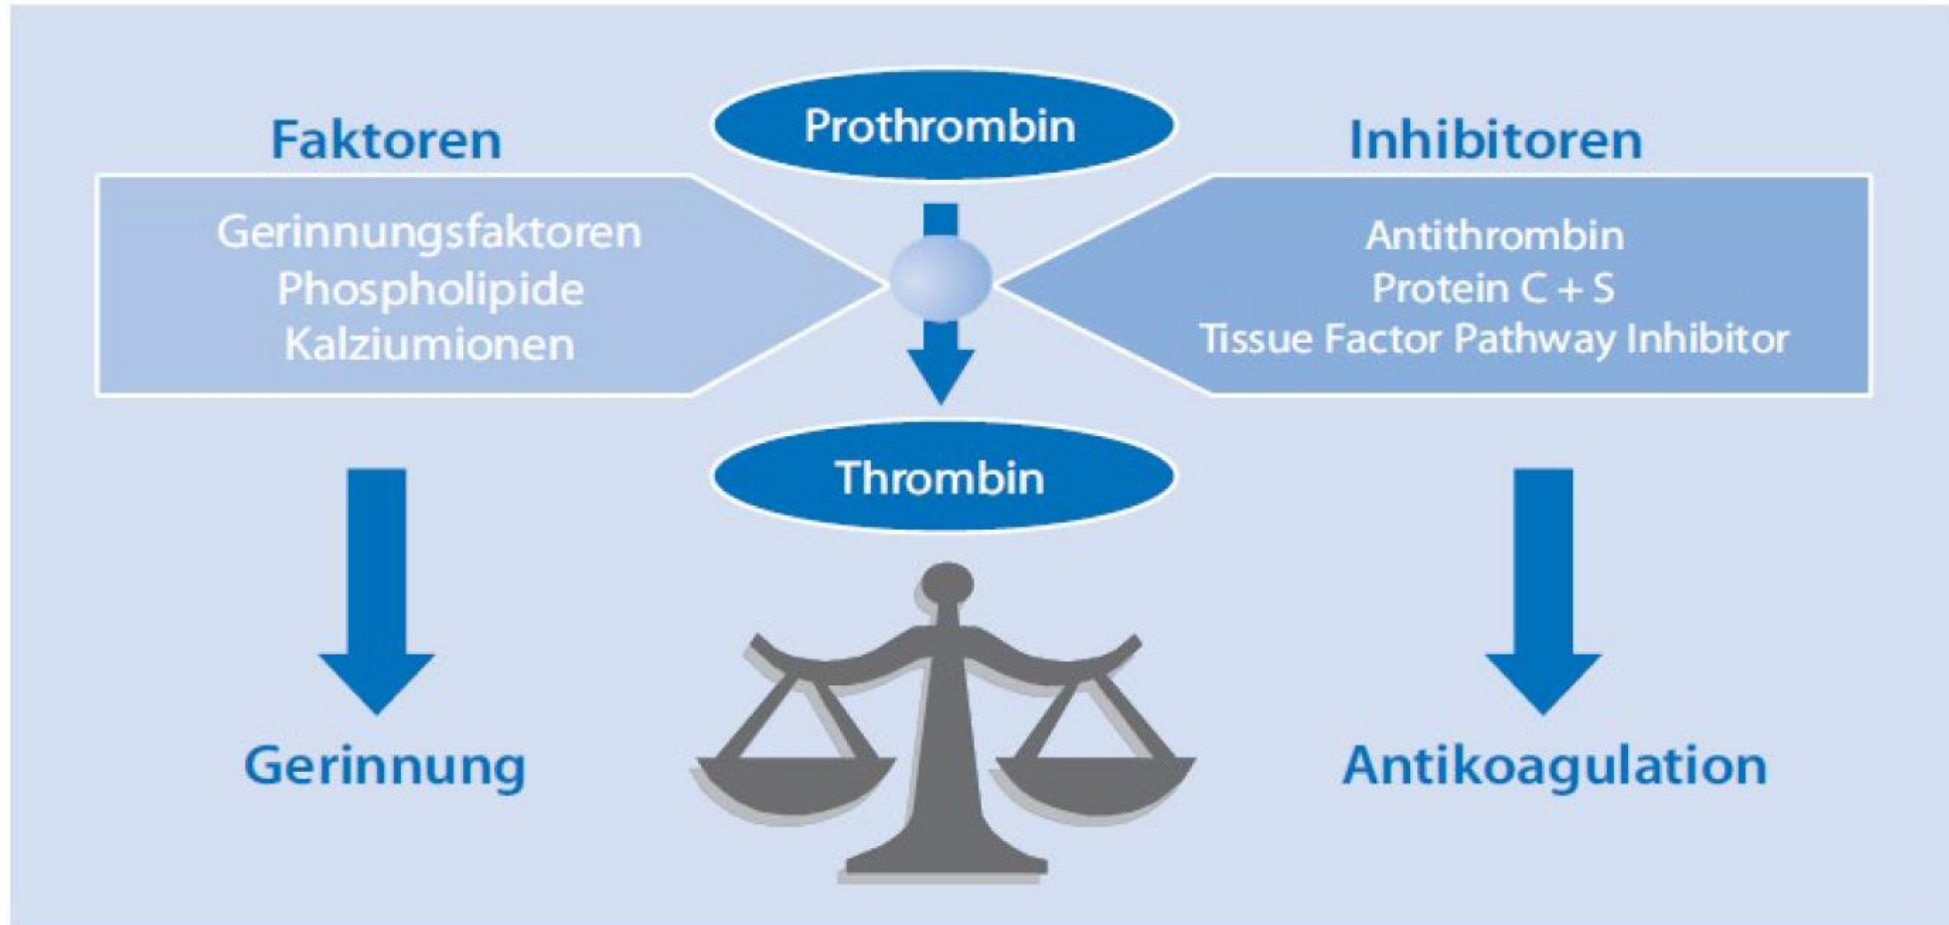 Prothrombin
Faktoren
Gerinnungsfaktoren
Phospholipide
Kalziumionen
Inhibitoren
Antithrombin
Protein C + S
Tissue Factor Pathway Inhibitor
Thrombin
Gerinnung
Antikoagulation